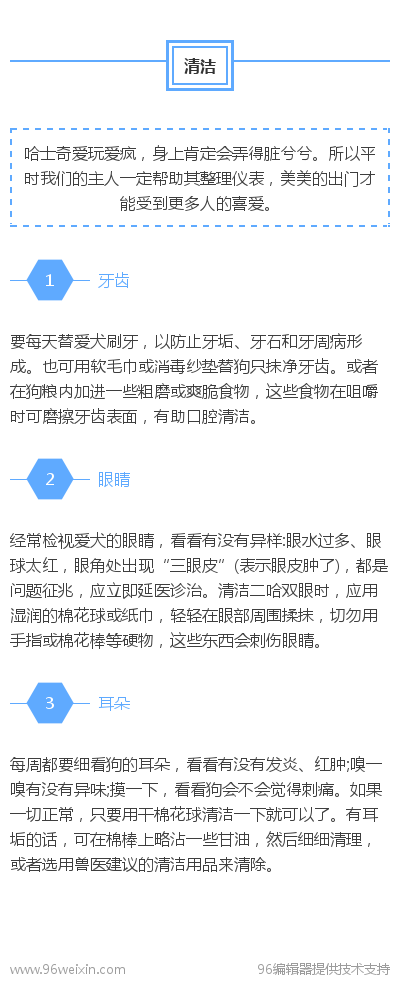 清洁
哈士奇爱玩爱疯，身上肯定会弄得脏兮兮。所以平
时我们的主人一定帮助其整理仪表，美美的出门才
能受到更多人的喜爱。
1 牙齿
要每天替爱犬刷牙，以防止牙垢、牙石和牙周病形
成。也可用软毛巾或消毒纱垫替狗只抹净牙齿。或者
在狗粮内加进一些粗磨或爽脆食物，这些食物在咀嚼
时可磨擦牙齿表面，有助口腔清洁。
2 眼睛
经常检视爱犬的眼睛，看看有没有异样:眼水过多、眼
球太红，眼角处出现“三眼皮”(表示眼皮肿了)，都是
问题征兆，应立即延医诊治。清洁二哈双眼时，应用
湿润的棉花球或纸巾，轻轻在眼部周围揉抹，切勿用
手指或棉花棒等硬物，这些东西会刺伤眼睛。
3 耳朵
每周都要细看狗的耳朵，看看有没有发炎、红肿;嗅一
嗅有没有异味;摸一下，看看狗会不会觉得刺痛。如果
一切正常，只要用干棉花球清洁一下就可以了。有耳
垢的话，可在棉棒上略沾一些甘油，然后细细清理，
或者选用兽医建议的清洁用品来清除。
www.96weixin.com
96编辑器提供技术支持